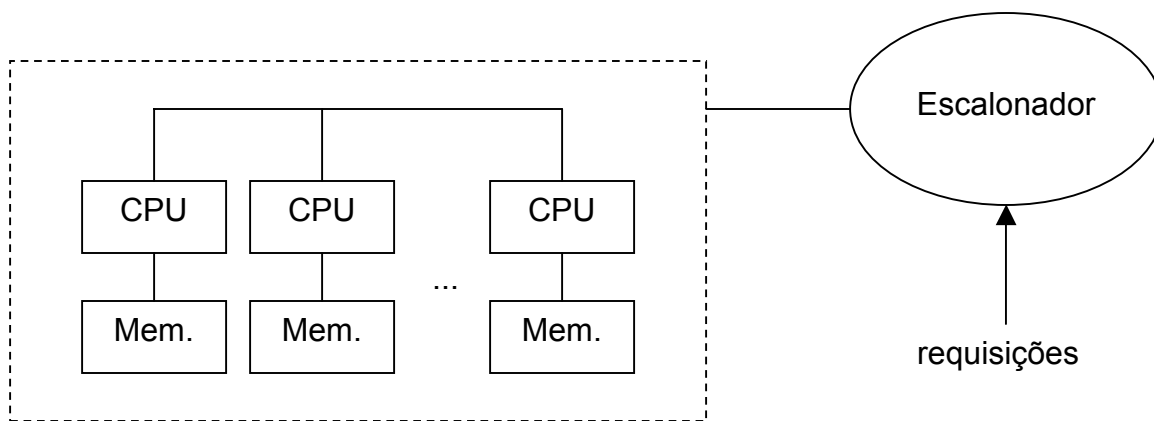 Escalonador
CPU
CPU
CPU
...
Mem.
Mem.
Mem.
requisições